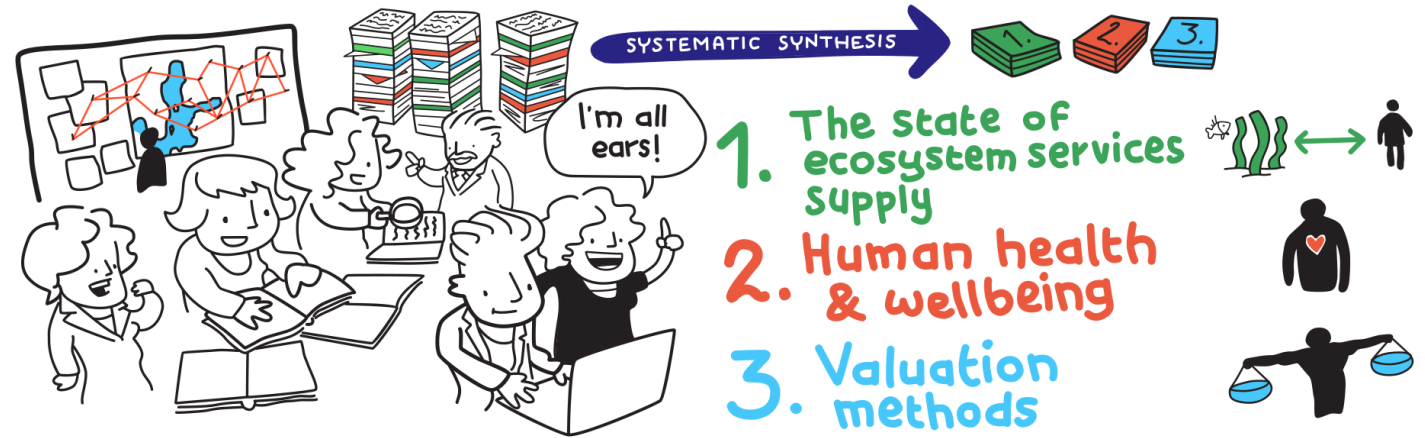 SYSTEMATIC SYNTHESIS
1.
2.
3.
I'm all
ears!
1. The state of
ecosystem services
supply
2. Human health
& wellbeing
3. Valuation
methods